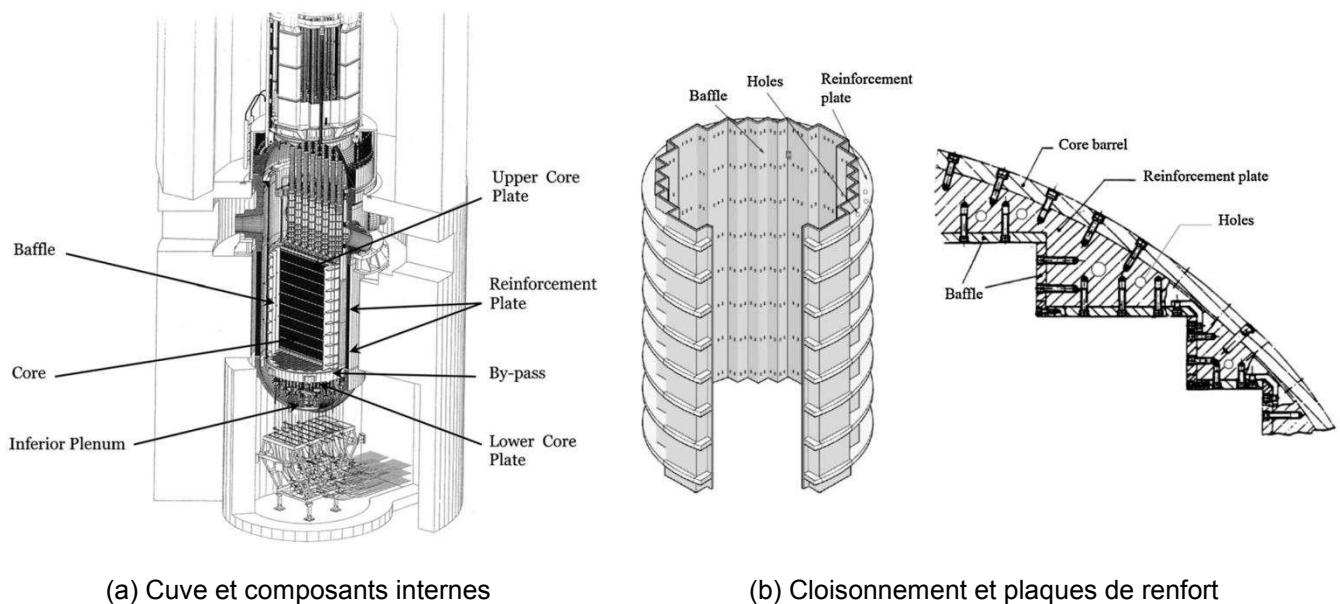 Upper Core
Plate
Baffle
Reinforcement
Plate
Core
By-pass
Inferior Plenum
Lower Core
Plate
Baffle
Holes
Reinforcement
plate
Core barrel
Reinforcement plate
Holes
Baffle
(a) Cuve et composants internes
(b) Cloisonnement et plaques de renfort